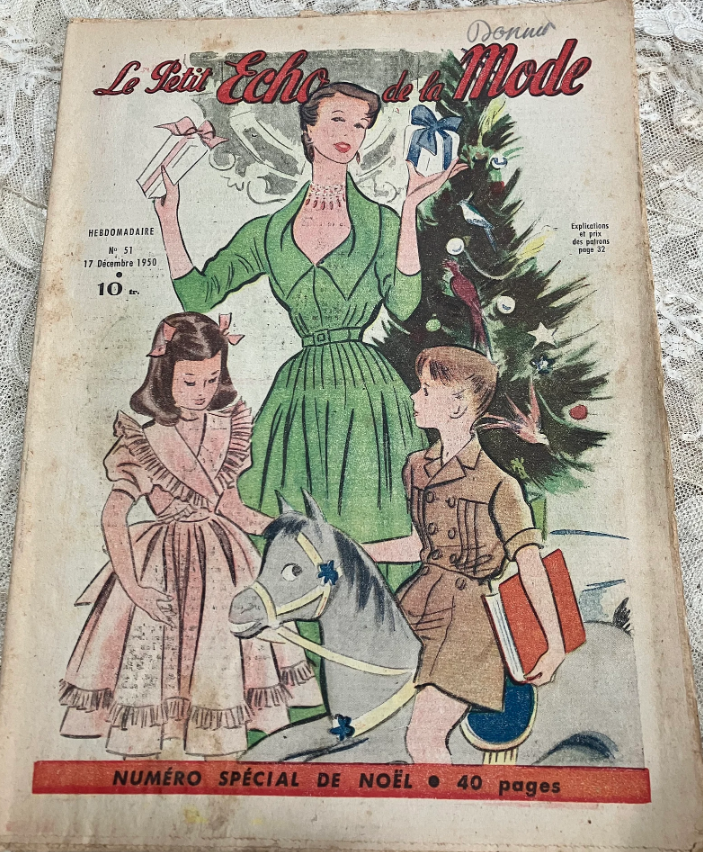 Le Petit Echo de la Mode
HEBDOMADAIRE
N° 51
17 Décembre 1950
•
10 fr.
Explications
et prix
des patrons
page 32
NUMÉRO SPÉCIAL DE NOËL • 40 pages